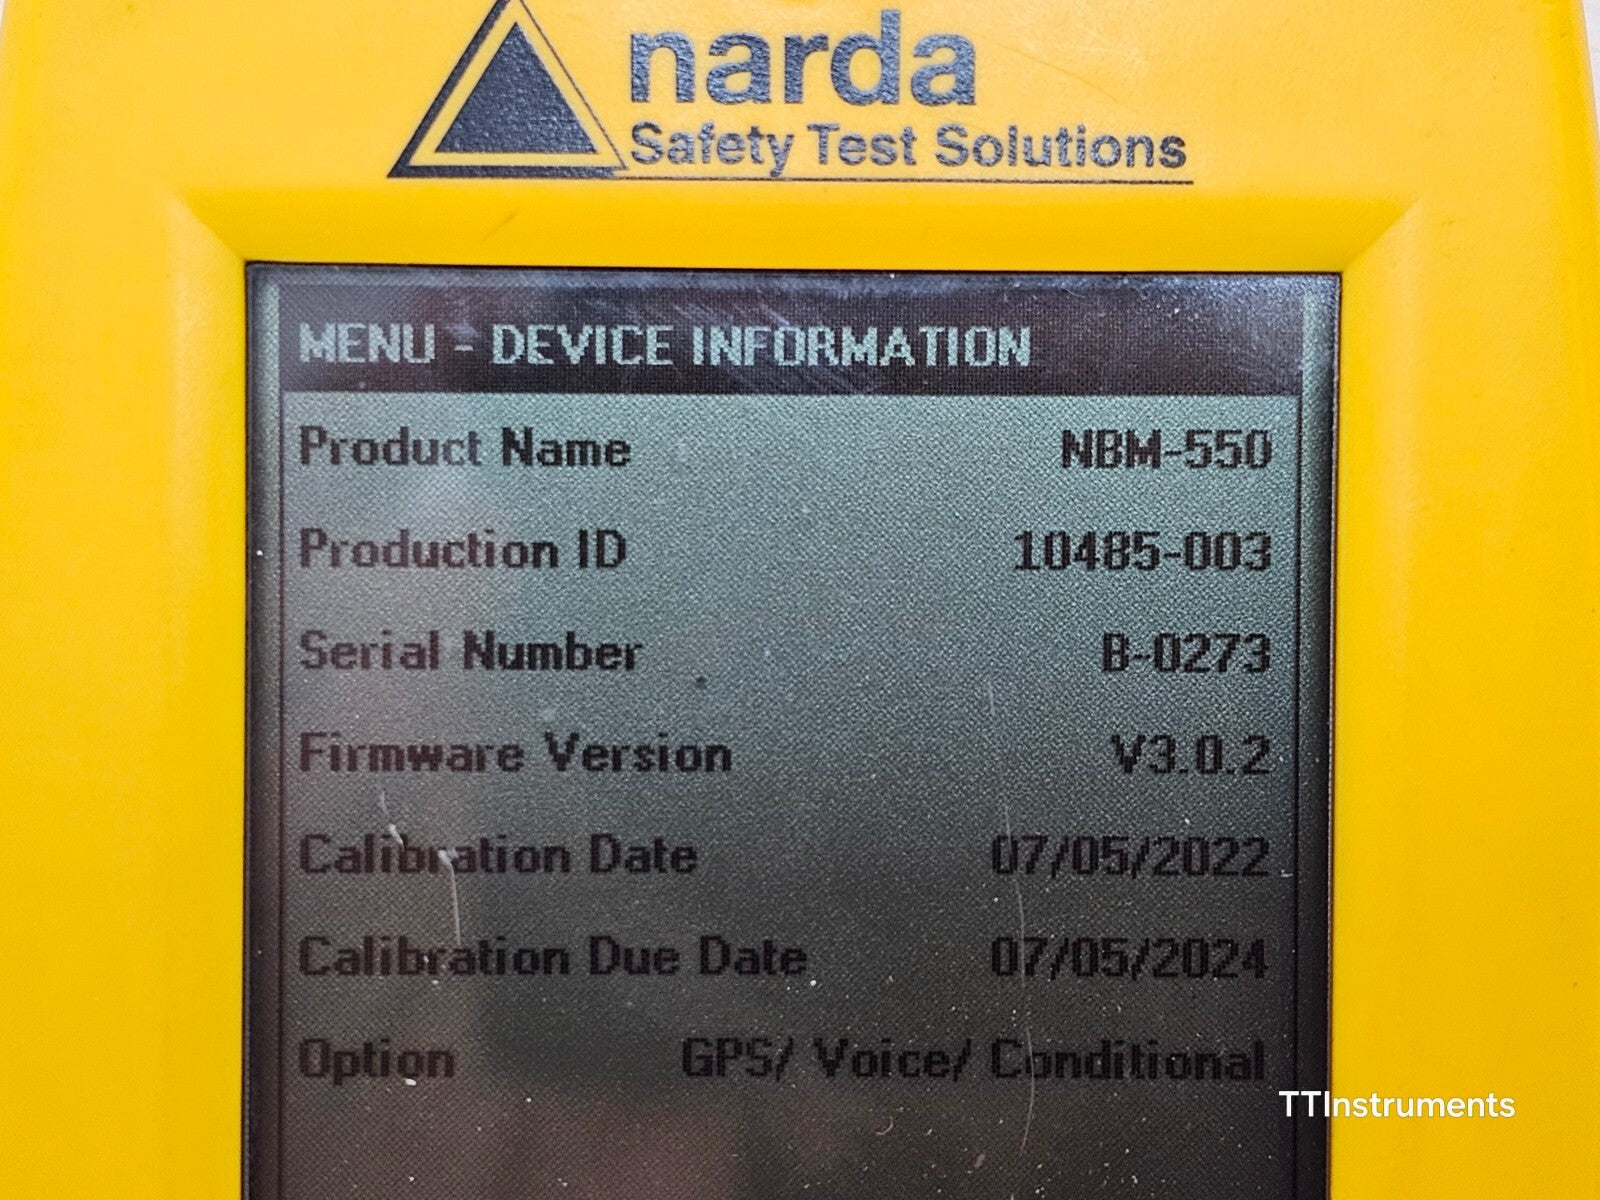 narda
Safety Test Solutions
MENU - DEVICE INFORMATION
Product Name NBM-550
Production ID 10485-003
Serial Number B-0273
Firmware Version V3.0.2
Calibration Date 07/05/2022
Calibration Due Date 07/05/2024
Option GPS/ Voice/ Conditional
TTInstruments